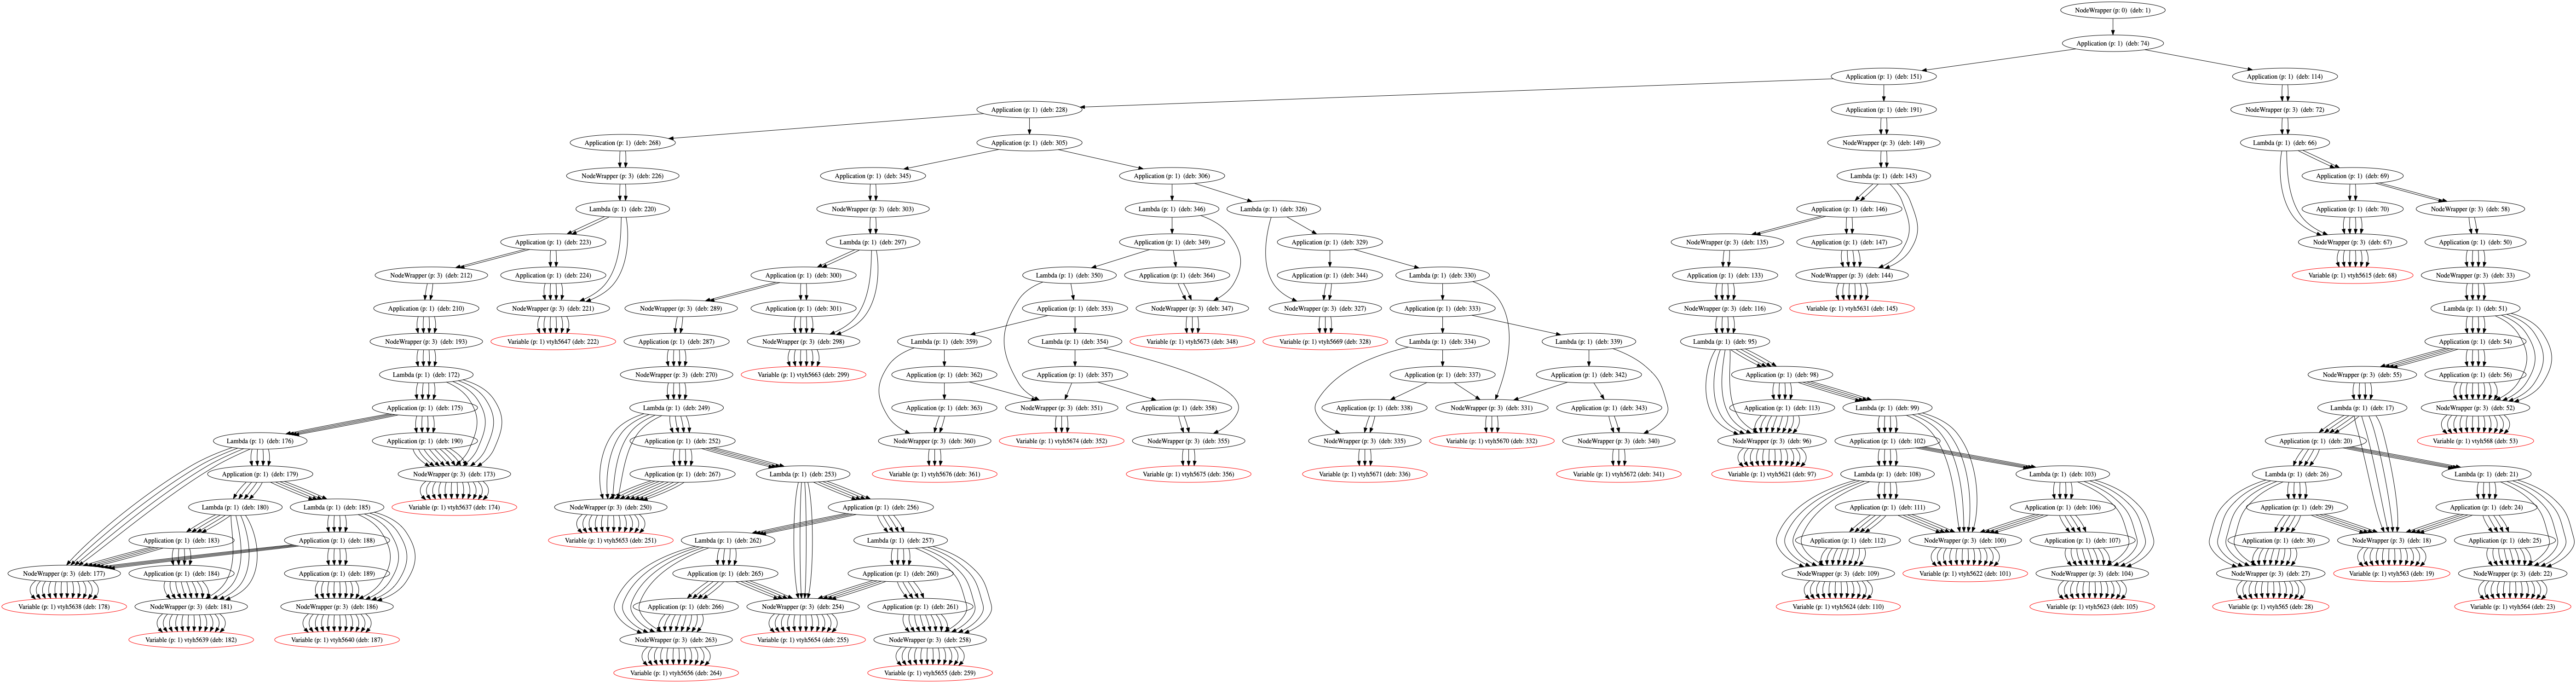 NodeWrapper (p: 0) (deb: 1)
Application (p: 1) (deb: 74)
Application (p: 1) (deb: 151)
Application (p: 1) (deb: 114)
Application (p: 1) (deb: 228)
Application (p: 1) (deb: 191)
NodeWrapper (p: 3) (deb: 72)
Application (p: 1) (deb: 268)
Application (p: 1) (deb: 305)
NodeWrapper (p: 3) (deb: 149)
Lambda (p: 1) (deb: 66)
NodeWrapper (p: 3) (deb: 226)
Application (p: 1) (deb: 345)
Application (p: 1) (deb: 306)
Lambda (p: 1) (deb: 143)
Application (p: 1) (deb: 69)
Lambda (p: 1) (deb: 220)
NodeWrapper (p: 3) (deb: 303)
Lambda (p: 1) (deb: 346)
Lambda (p: 1) (deb: 326)
Application (p: 1) (deb: 146)
Application (p: 1) (deb: 70)
NodeWrapper (p: 3) (deb: 58)
Application (p: 1) (deb: 223)
Lambda (p: 1) (deb: 297)
Application (p: 1) (deb: 349)
Application (p: 1) (deb: 329)
NodeWrapper (p: 3) (deb: 135)
Application (p: 1) (deb: 147)
NodeWrapper (p: 3) (deb: 67)
Application (p: 1) (deb: 50)
NodeWrapper (p: 3) (deb: 212)
Application (p: 1) (deb: 224)
Application (p: 1) (deb: 300)
Lambda (p: 1) (deb: 350)
Application (p: 1) (deb: 364)
Application (p: 1) (deb: 344)
Lambda (p: 1) (deb: 330)
Application (p: 1) (deb: 133)
NodeWrapper (p: 3) (deb: 144)
Variable (p: 1) vtyh5615 (deb: 68)
NodeWrapper (p: 3) (deb: 33)
Application (p: 1) (deb: 210)
NodeWrapper (p: 3) (deb: 221)
NodeWrapper (p: 3) (deb: 289)
Application (p: 1) (deb: 301)
Application (p: 1) (deb: 353)
NodeWrapper (p: 3) (deb: 347)
NodeWrapper (p: 3) (deb: 327)
Application (p: 1) (deb: 333)
NodeWrapper (p: 3) (deb: 116)
Variable (p: 1) vtyh5631 (deb: 145)
Lambda (p: 1) (deb: 51)
NodeWrapper (p: 3) (deb: 193)
Variable (p: 1) vtyh5647 (deb: 222)
Application (p: 1) (deb: 287)
NodeWrapper (p: 3) (deb: 298)
Lambda (p: 1) (deb: 359)
Lambda (p: 1) (deb: 354)
Variable (p: 1) vtyh5673 (deb: 348)
Variable (p: 1) vtyh5669 (deb: 328)
Lambda (p: 1) (deb: 334)
Lambda (p: 1) (deb: 339)
Lambda (p: 1) (deb: 95)
Application (p: 1) (deb: 54)
Lambda (p: 1) (deb: 172)
NodeWrapper (p: 3) (deb: 270)
Variable (p: 1) vtyh5663 (deb: 299)
Application (p: 1) (deb: 362)
Application (p: 1) (deb: 357)
Application (p: 1) (deb: 337)
Application (p: 1) (deb: 342)
Application (p: 1) (deb: 98)
NodeWrapper (p: 3) (deb: 55)
Application (p: 1) (deb: 56)
Application (p: 1) (deb: 175)
Lambda (p: 1) (deb: 249)
Application (p: 1) (deb: 363)
NodeWrapper (p: 3) (deb: 351)
Application (p: 1) (deb: 358)
Application (p: 1) (deb: 338)
NodeWrapper (p: 3) (deb: 331)
Application (p: 1) (deb: 343)
Application (p: 1) (deb: 113)
Lambda (p: 1) (deb: 99)
Lambda (p: 1) (deb: 17)
NodeWrapper (p: 3) (deb: 52)
Lambda (p: 1) (deb: 176)
Application (p: 1) (deb: 190)
Application (p: 1) (deb: 252)
NodeWrapper (p: 3) (deb: 360)
Variable (p: 1) vtyh5674 (deb: 352)
NodeWrapper (p: 3) (deb: 355)
NodeWrapper (p: 3) (deb: 335)
Variable (p: 1) vtyh5670 (deb: 332)
NodeWrapper (p: 3) (deb: 340)
NodeWrapper (p: 3) (deb: 96)
Application (p: 1) (deb: 102)
Application (p: 1) (deb: 20)
Variable (p: 1) vtyh568 (deb: 53)
Application (p: 1) (deb: 179)
NodeWrapper (p: 3) (deb: 173)
Application (p: 1) (deb: 267)
Lambda (p: 1) (deb: 253)
Variable (p: 1) vtyh5676 (deb: 361)
Variable (p: 1) vtyh5675 (deb: 356)
Variable (p: 1) vtyh5671 (deb: 336)
Variable (p: 1) vtyh5672 (deb: 341)
Variable (p: 1) vtyh5621 (deb: 97)
Lambda (p: 1) (deb: 108)
Lambda (p: 1) (deb: 103)
Lambda (p: 1) (deb: 26)
Lambda (p: 1) (deb: 21)
Lambda (p: 1) (deb: 180)
Lambda (p: 1) (deb: 185)
Variable (p: 1) vtyh5637 (deb: 174)
NodeWrapper (p: 3) (deb: 250)
Application (p: 1) (deb: 256)
Application (p: 1) (deb: 111)
Application (p: 1) (deb: 106)
Application (p: 1) (deb: 29)
Application (p: 1) (deb: 24)
Application (p: 1) (deb: 183)
Application (p: 1) (deb: 188)
Variable (p: 1) vtyh5653 (deb: 251)
Lambda (p: 1) (deb: 262)
Lambda (p: 1) (deb: 257)
Application (p: 1) (deb: 112)
NodeWrapper (p: 3) (deb: 100)
Application (p: 1) (deb: 107)
Application (p: 1) (deb: 30)
NodeWrapper (p: 3) (deb: 18)
Application (p: 1) (deb: 25)
NodeWrapper (p: 3) (deb: 177)
Application (p: 1) (deb: 184)
Application (p: 1) (deb: 189)
Application (p: 1) (deb: 265)
Application (p: 1) (deb: 260)
NodeWrapper (p: 3) (deb: 109)
Variable (p: 1) vtyh5622 (deb: 101)
NodeWrapper (p: 3) (deb: 104)
NodeWrapper (p: 3) (deb: 27)
Variable (p: 1) vtyh563 (deb: 19)
NodeWrapper (p: 3) (deb: 22)
Variable (p: 1) vtyh5638 (deb: 178)
NodeWrapper (p: 3) (deb: 181)
NodeWrapper (p: 3) (deb: 186)
Application (p: 1) (deb: 266)
NodeWrapper (p: 3) (deb: 254)
Application (p: 1) (deb: 261)
Variable (p: 1) vtyh5624 (deb: 110)
Variable (p: 1) vtyh5623 (deb: 105)
Variable (p: 1) vtyh565 (deb: 28)
Variable (p: 1) vtyh564 (deb: 23)
Variable (p: 1) vtyh5639 (deb: 182)
Variable (p: 1) vtyh5640 (deb: 187)
NodeWrapper (p: 3) (deb: 263)
Variable (p: 1) vtyh5654 (deb: 255)
NodeWrapper (p: 3) (deb: 258)
Variable (p: 1) vtyh5656 (deb: 264)
Variable (p: 1) vtyh5655 (deb: 259)